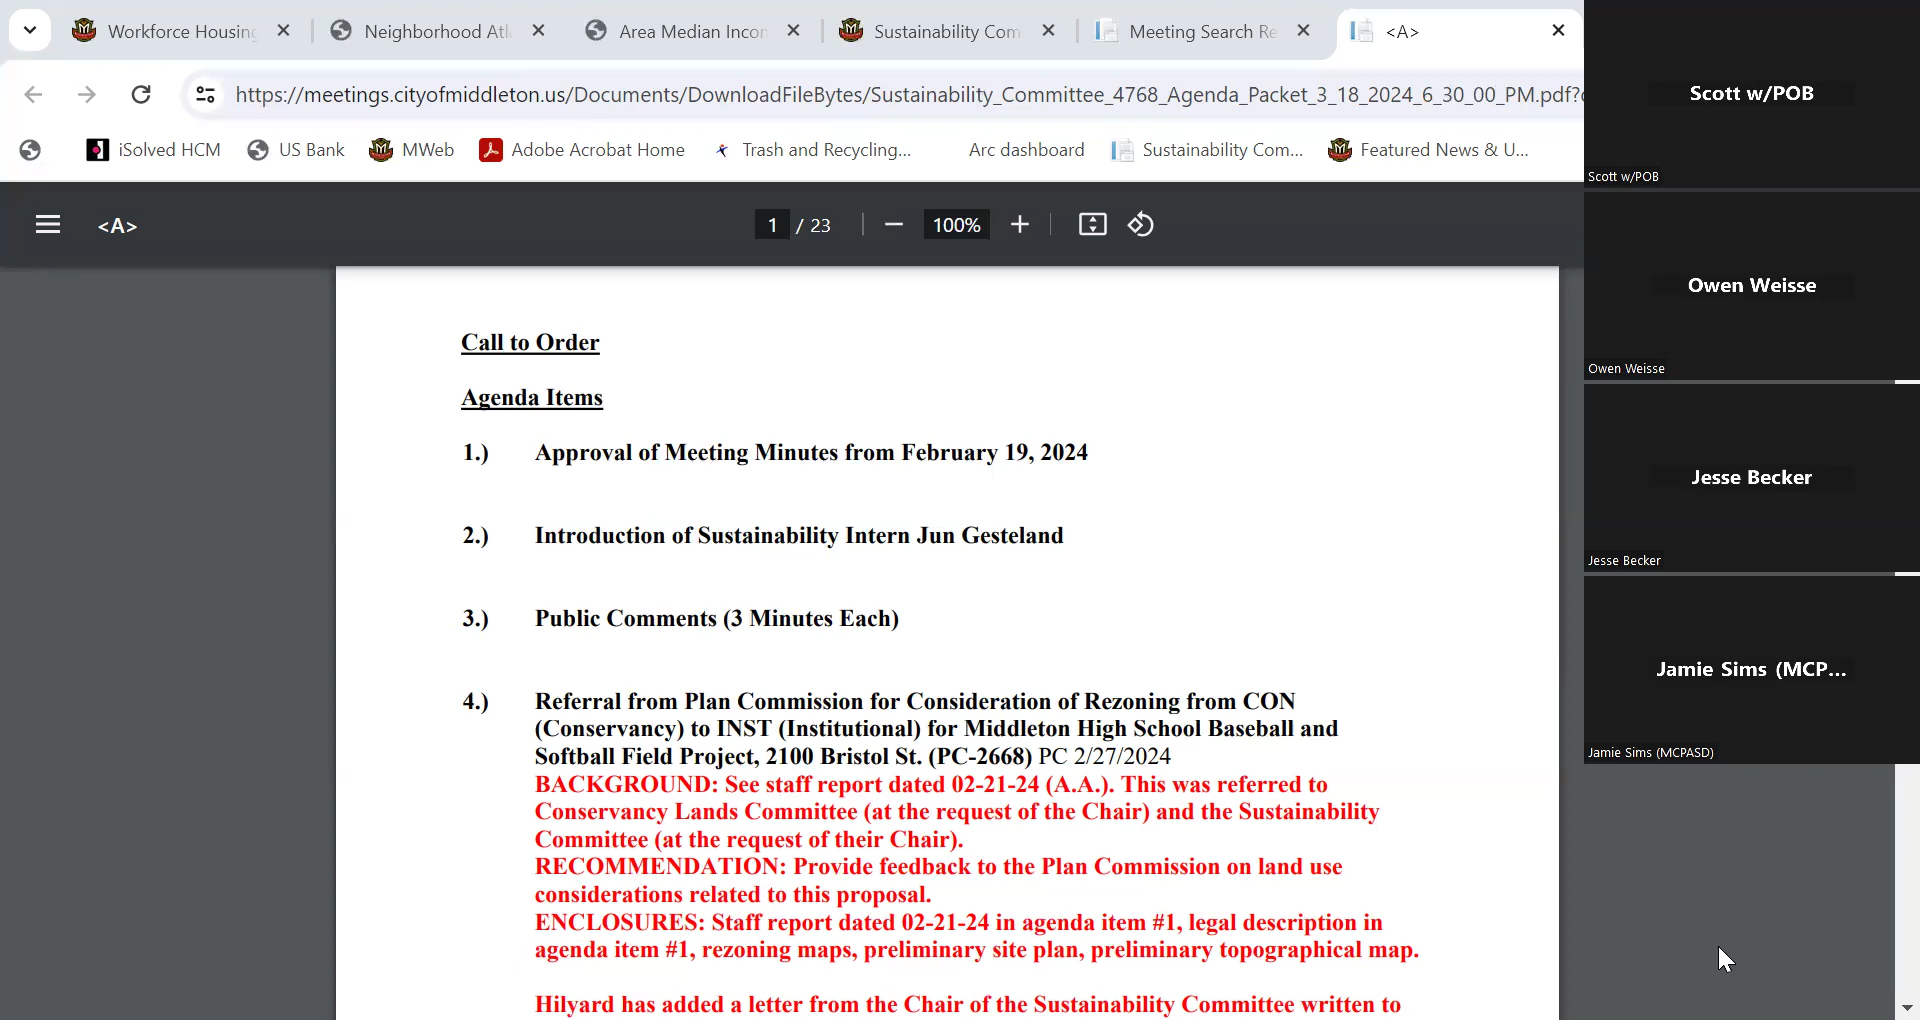 Workforce Housing
Neighborhood Atl
Area Median Incon
Sustainability Com
Meeting Search Re
<A>
https://meetings.cityofmiddleton.us/Documents/DownloadFileBytes/Sustainability_Committee_4768_Agenda_Packet_3_18_2024_6_30_00_PM.pdf?
iSolved HCM
US Bank
MWeb
Adobe Acrobat Home
Trash and Recycling...
Arc dashboard
Sustainability Com...
Featured News & U...
<A>
1 / 23
100%
Call to Order
Agenda Items
1.) Approval of Meeting Minutes from February 19, 2024
2.) Introduction of Sustainability Intern Jun Gesteland
3.) Public Comments (3 Minutes Each)
4.) Referral from Plan Commission for Consideration of Rezoning from CON
(Conservancy) to INST (Institutional) for Middleton High School Baseball and
Softball Field Project, 2100 Bristol St. (PC-2668) PC 2/27/2024
BACKGROUND: See staff report dated 02-21-24 (A.A.). This was referred to
Conservancy Lands Committee (at the request of the Chair) and the Sustainability
Committee (at the request of their Chair).
RECOMMENDATION: Provide feedback to the Plan Commission on land use
considerations related to this proposal.
ENCLOSURES: Staff report dated 02-21-24 in agenda item #1, legal description in
agenda item #1, rezoning maps, preliminary site plan, preliminary topographical map.
Hilyard has added a letter from the Chair of the Sustainability Committee written to
Scott w/POB
Scott w/POB
Owen Weisse
Owen Weisse
Jesse Becker
Jesse Becker
Jamie Sims (MCP...
Jamie Sims (MCPASD)